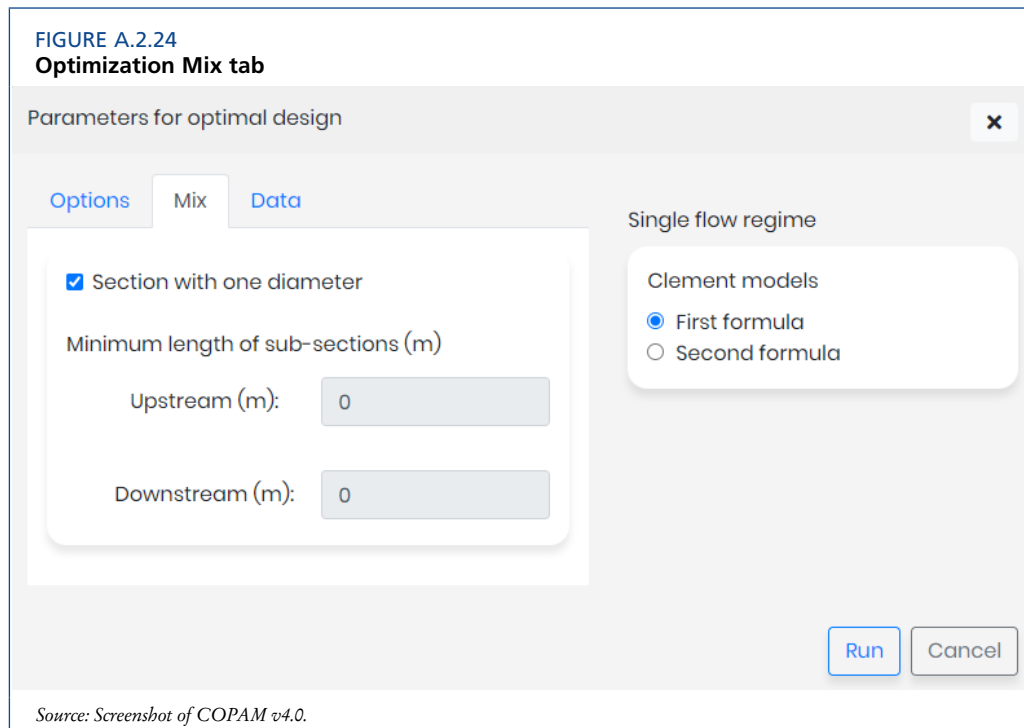 FIGURE A.2.24
Optimization Mix tab
Parameters for optimal design
Options Mix Data
Section with one diameter
Minimum length of sub-sections (m)
Upstream (m): 0
Downstream (m): 0
Single flow regime
Clement models
First formula
Second formula
Run Cancel
Source: Screenshot of COPAM v4.0.